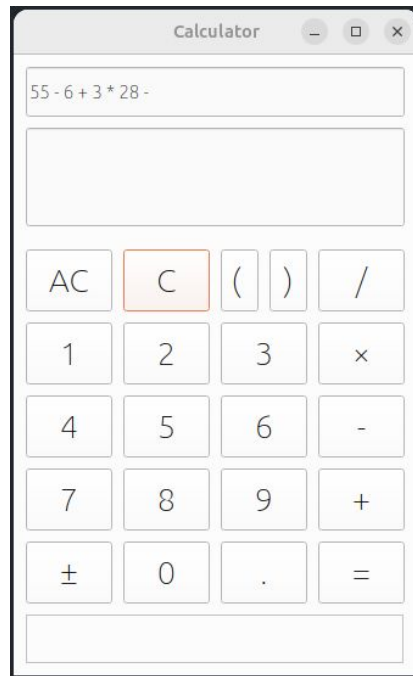 Calculator
55 - 6 + 3 * 28 -
AC C ( ) /
1 2 3 ×
4 5 6 -
7 8 9 +
± 0 . =